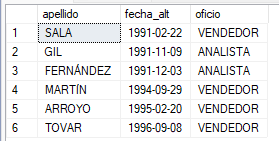 apellido fecha_alt oficio
1 SALA 1991-02-22 VENDEDOR
2 GIL 1991-11-09 ANALISTA
3 FERNÁNDEZ 1991-12-03 ANALISTA
4 MARTÍN 1994-09-29 VENDEDOR
5 ARROYO 1995-02-20 VENDEDOR
6 TOVAR 1996-09-08 VENDEDOR